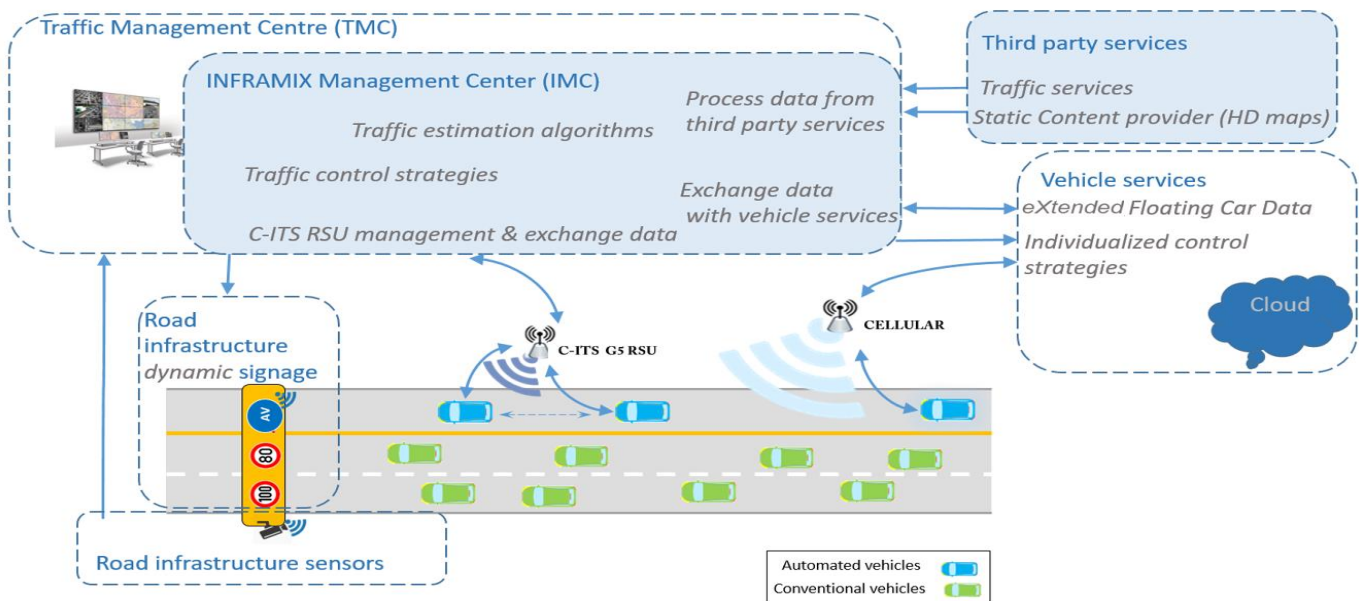 Traffic Management Centre (TMC)
INFRAMIX Management Center (IMC)
Traffic estimation algorithms
Traffic control strategies
C-ITS RSU management & exchange data
Process data from
third party services
Exchange data
with vehicle services
Third party services
Traffic services
Static Content provider (HD maps)
Vehicle services
eXtended Floating Car Data
Individualized control
strategies
Cloud
Road
infrastructure
dynamic signage
C-ITS G5 RSU
CELLULAR
AV
80
100
Road infrastructure sensors
Automated vehicles
Conventional vehicles